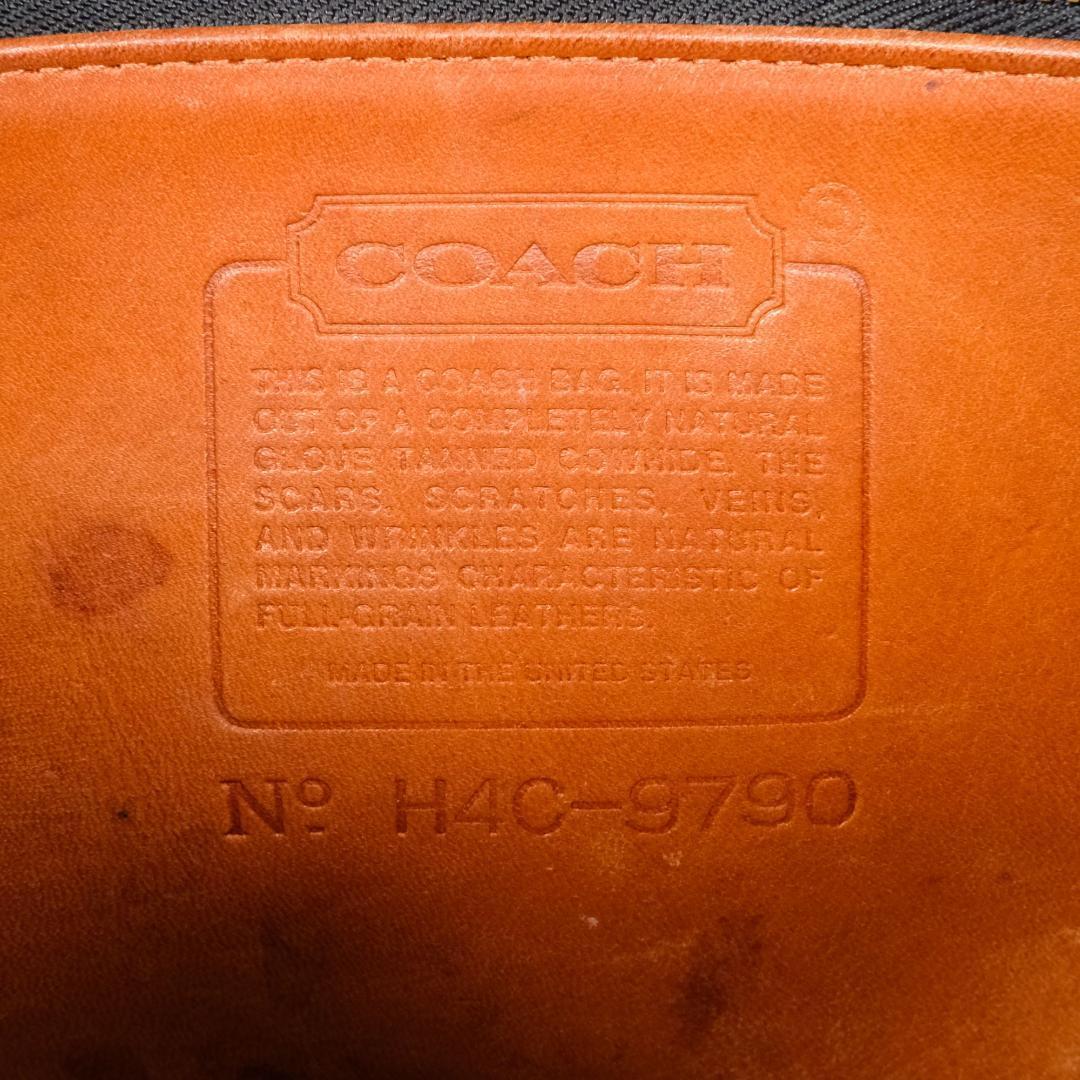 COACH
THIS IS A COACH BAG. IT IS MADE
OUT OF A COMPLETELY NATURAL
GLOVE TANNED COWHIDE. THE
SCARS, SCRATCHES, VEINS,
AND WRINKLES ARE NATURAL
MARKINGS CHARACTERISTIC OF
FULL-GRAIN LEATHERS.
MADE IN THE UNITED STATES
Nº H4C-9790